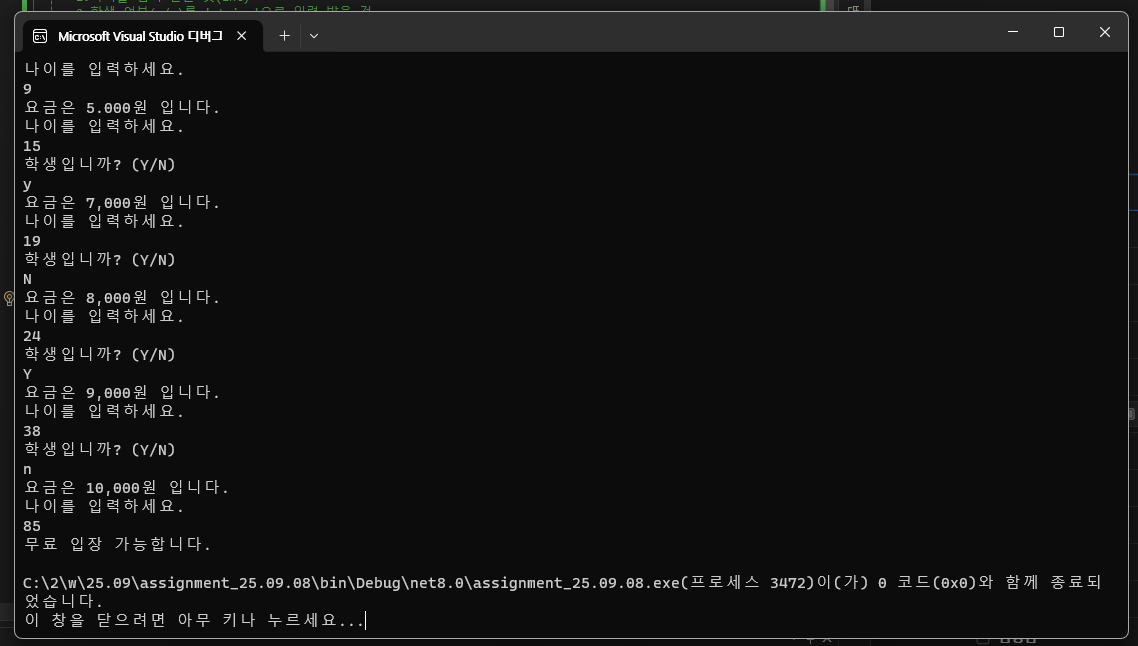 Microsoft Visual Studio 디버그
나이를 입력하세요.
9
요금은 5.000원 입니다.
나이를 입력하세요.
15
학생입니까? (Y/N)
y
요금은 7,000원 입니다.
나이를 입력하세요.
19
학생입니까? (Y/N)
N
요금은 8,000원 입니다.
나이를 입력하세요.
24
학생입니까? (Y/N)
Y
요금은 9,000원 입니다.
나이를 입력하세요.
38
학생입니까? (Y/N)
n
요금은 10,000원 입니다.
나이를 입력하세요.
85
무료 입장 가능합니다.
C:\2\w\25.09\assignment_25.09.08\bin\Debug\net8.0\assignment_25.09.08.exe(프로세스 3472)이(가) 0 코드(0x0)와 함께 종료되
었습니다.
이 창을 닫으려면 아무 키나 누르세요...